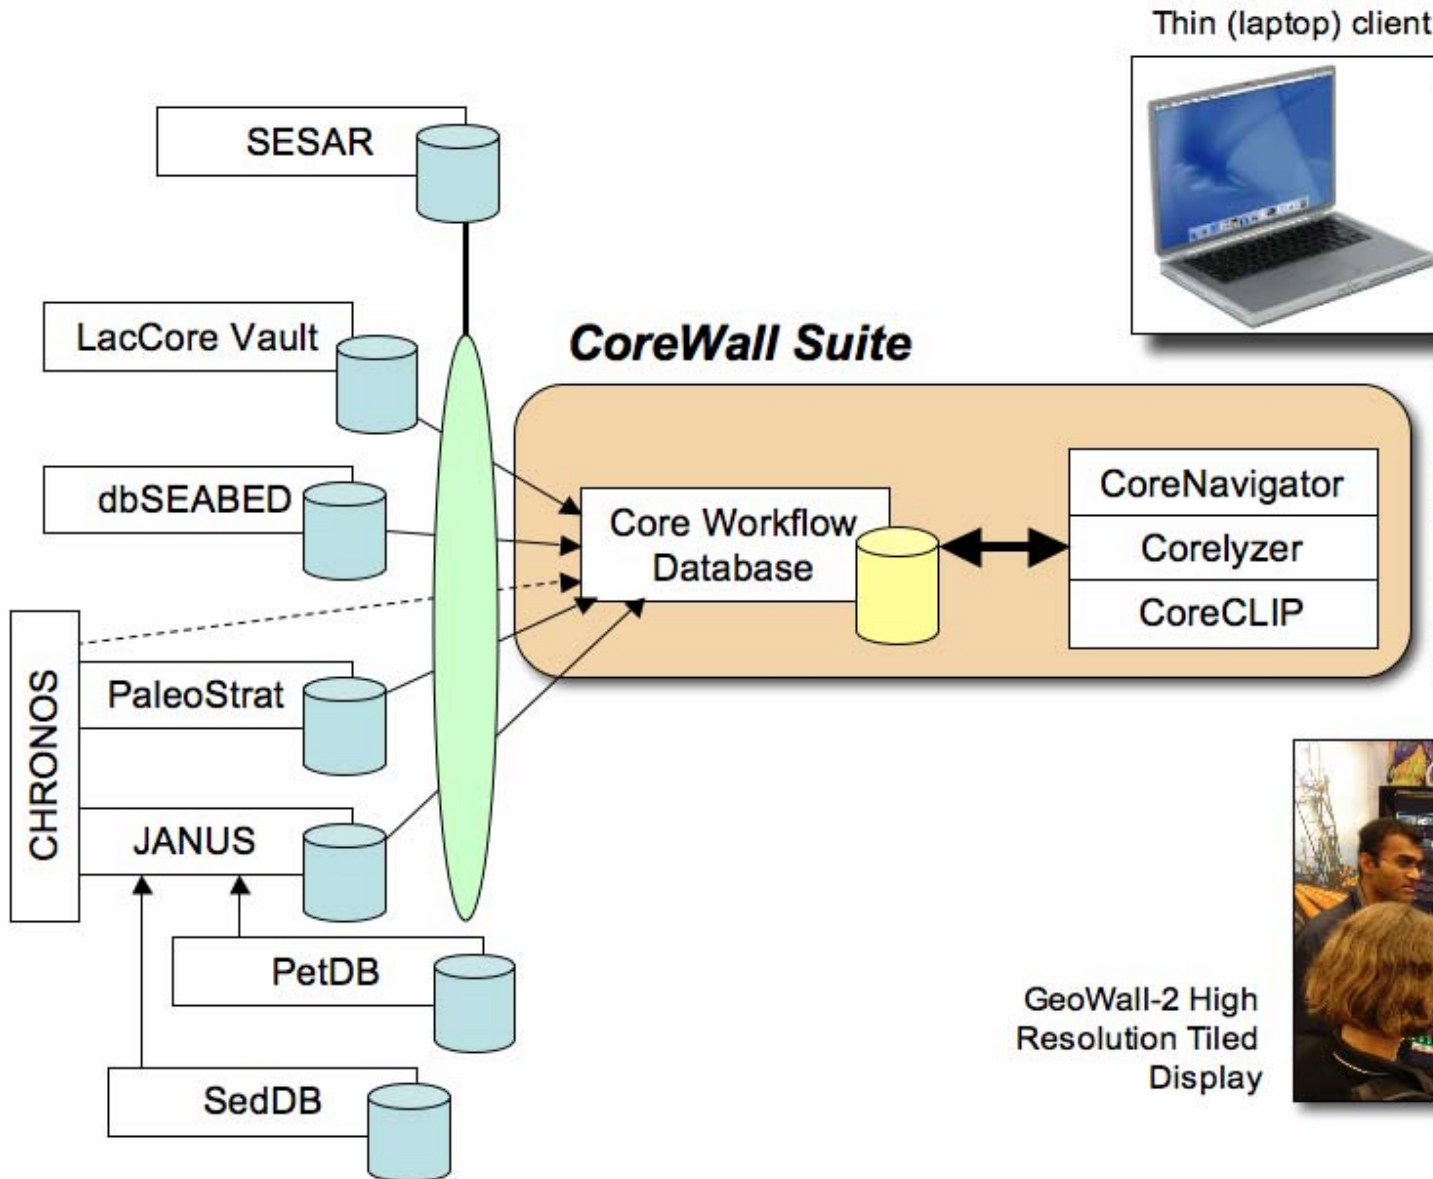 Thin (laptop) client
SESAR
LacCore Vault
CoreWall Suite
dbSEABED
Core Workflow
Database
CoreNavigator
Corelyzer
CoreCLIP
CHRONOS
PaleoStrat
JANUS
PetDB
SedDB
GeoWall-2 High
Resolution Tiled
Display